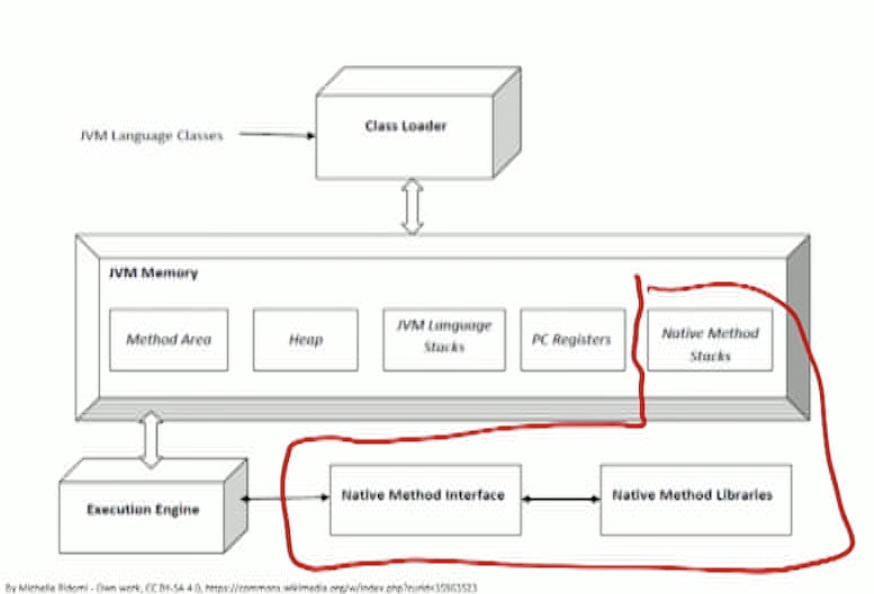 Class Loader
JVM Language Classes
JVM Memory
Method Area
Heap
JVM Language
Stacks
PC Registers
Native Method
Stacks
Execution Engine
Native Method Interface
Native Method Libraries
By Michelle Ridomi - Own work, CC BY-SA 4.0, https://commons.wikimedia.org/w/index.php?curid=35963523